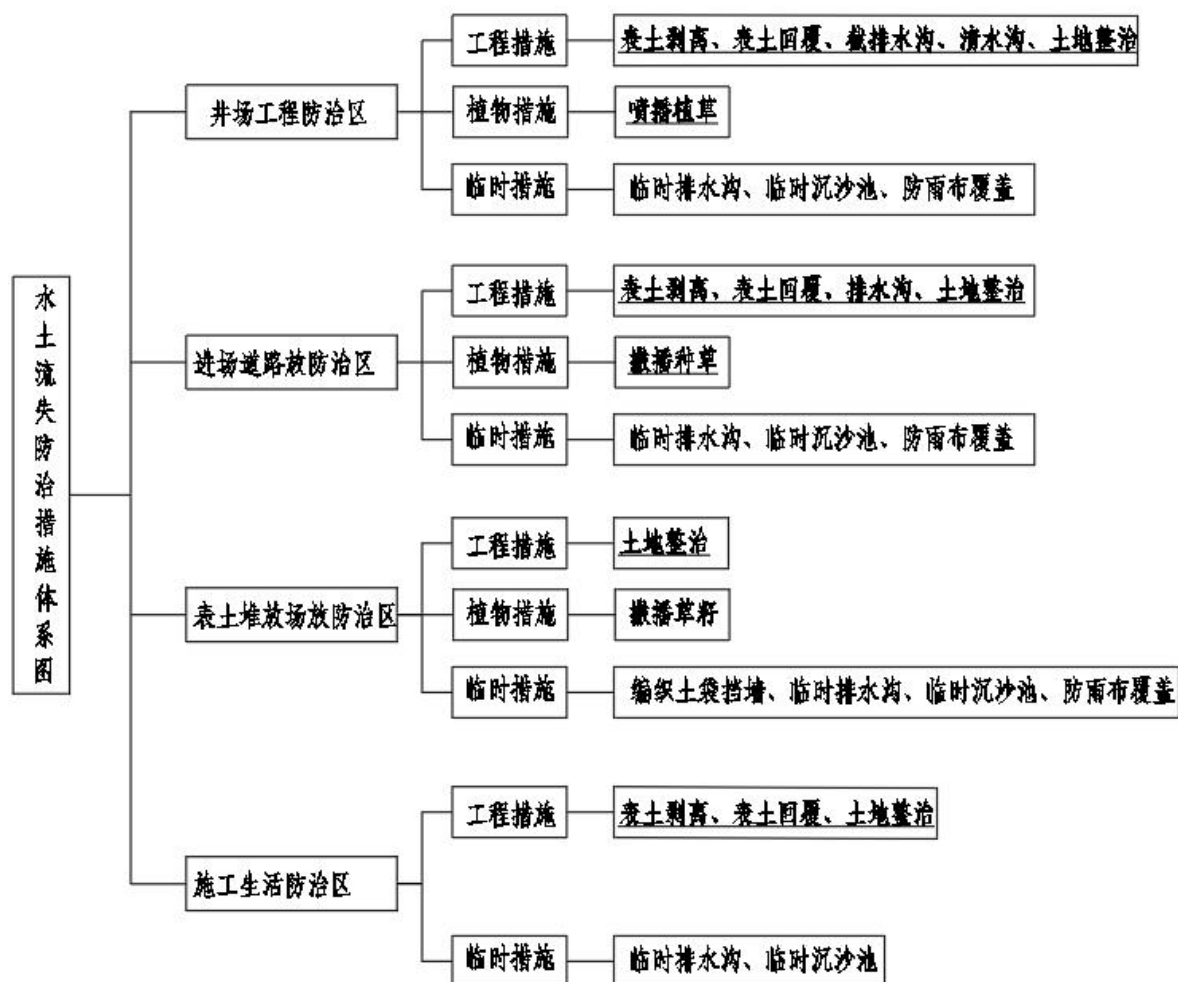 水土流失防治措施体系图
井场工程防治区
工程措施
表土剥离、表土回覆、截排水沟、清水沟、土地整治
植物措施
喷播植草
临时措施
临时排水沟、临时沉沙池、防雨布覆盖
进场道路放防治区
工程措施
表土剥离、表土回覆、排水沟、土地整治
植物措施
撒播种草
临时措施
临时排水沟、临时沉沙池、防雨布覆盖
表土堆放场放防治区
工程措施
土地整治
植物措施
撒播草籽
临时措施
编织土袋挡墙、临时排水沟、临时沉沙池、防雨布覆盖
施工生活防治区
工程措施
表土剥离、表土回覆、土地整治
临时措施
临时排水沟、临时沉沙池